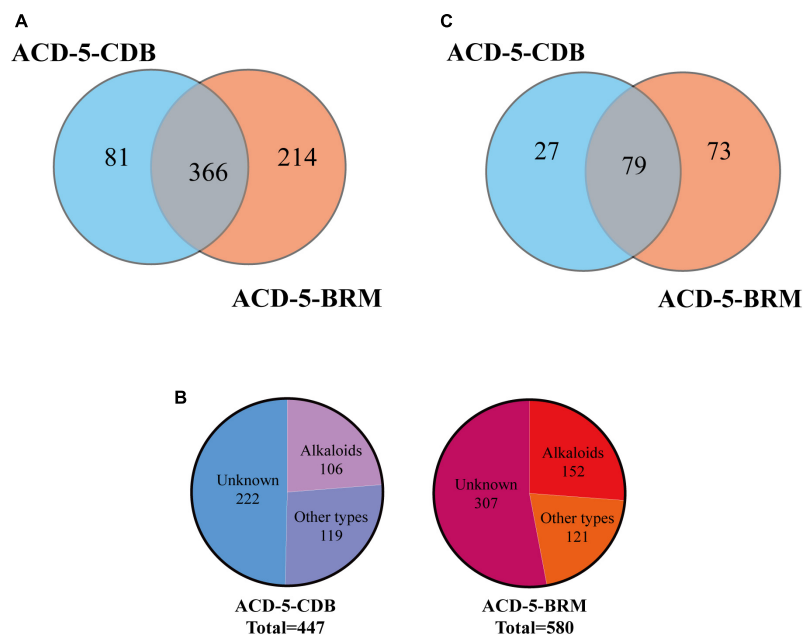 A
ACD-5-CDB
81
366
214
ACD-5-BRM
C
ACD-5-CDB
27
79
73
ACD-5-BRM
B
Unknown
222
Alkaloids
106
Other types
119
ACD-5-CDB
Total=447
Unknown
307
Alkaloids
152
Other types
121
ACD-5-BRM
Total=580